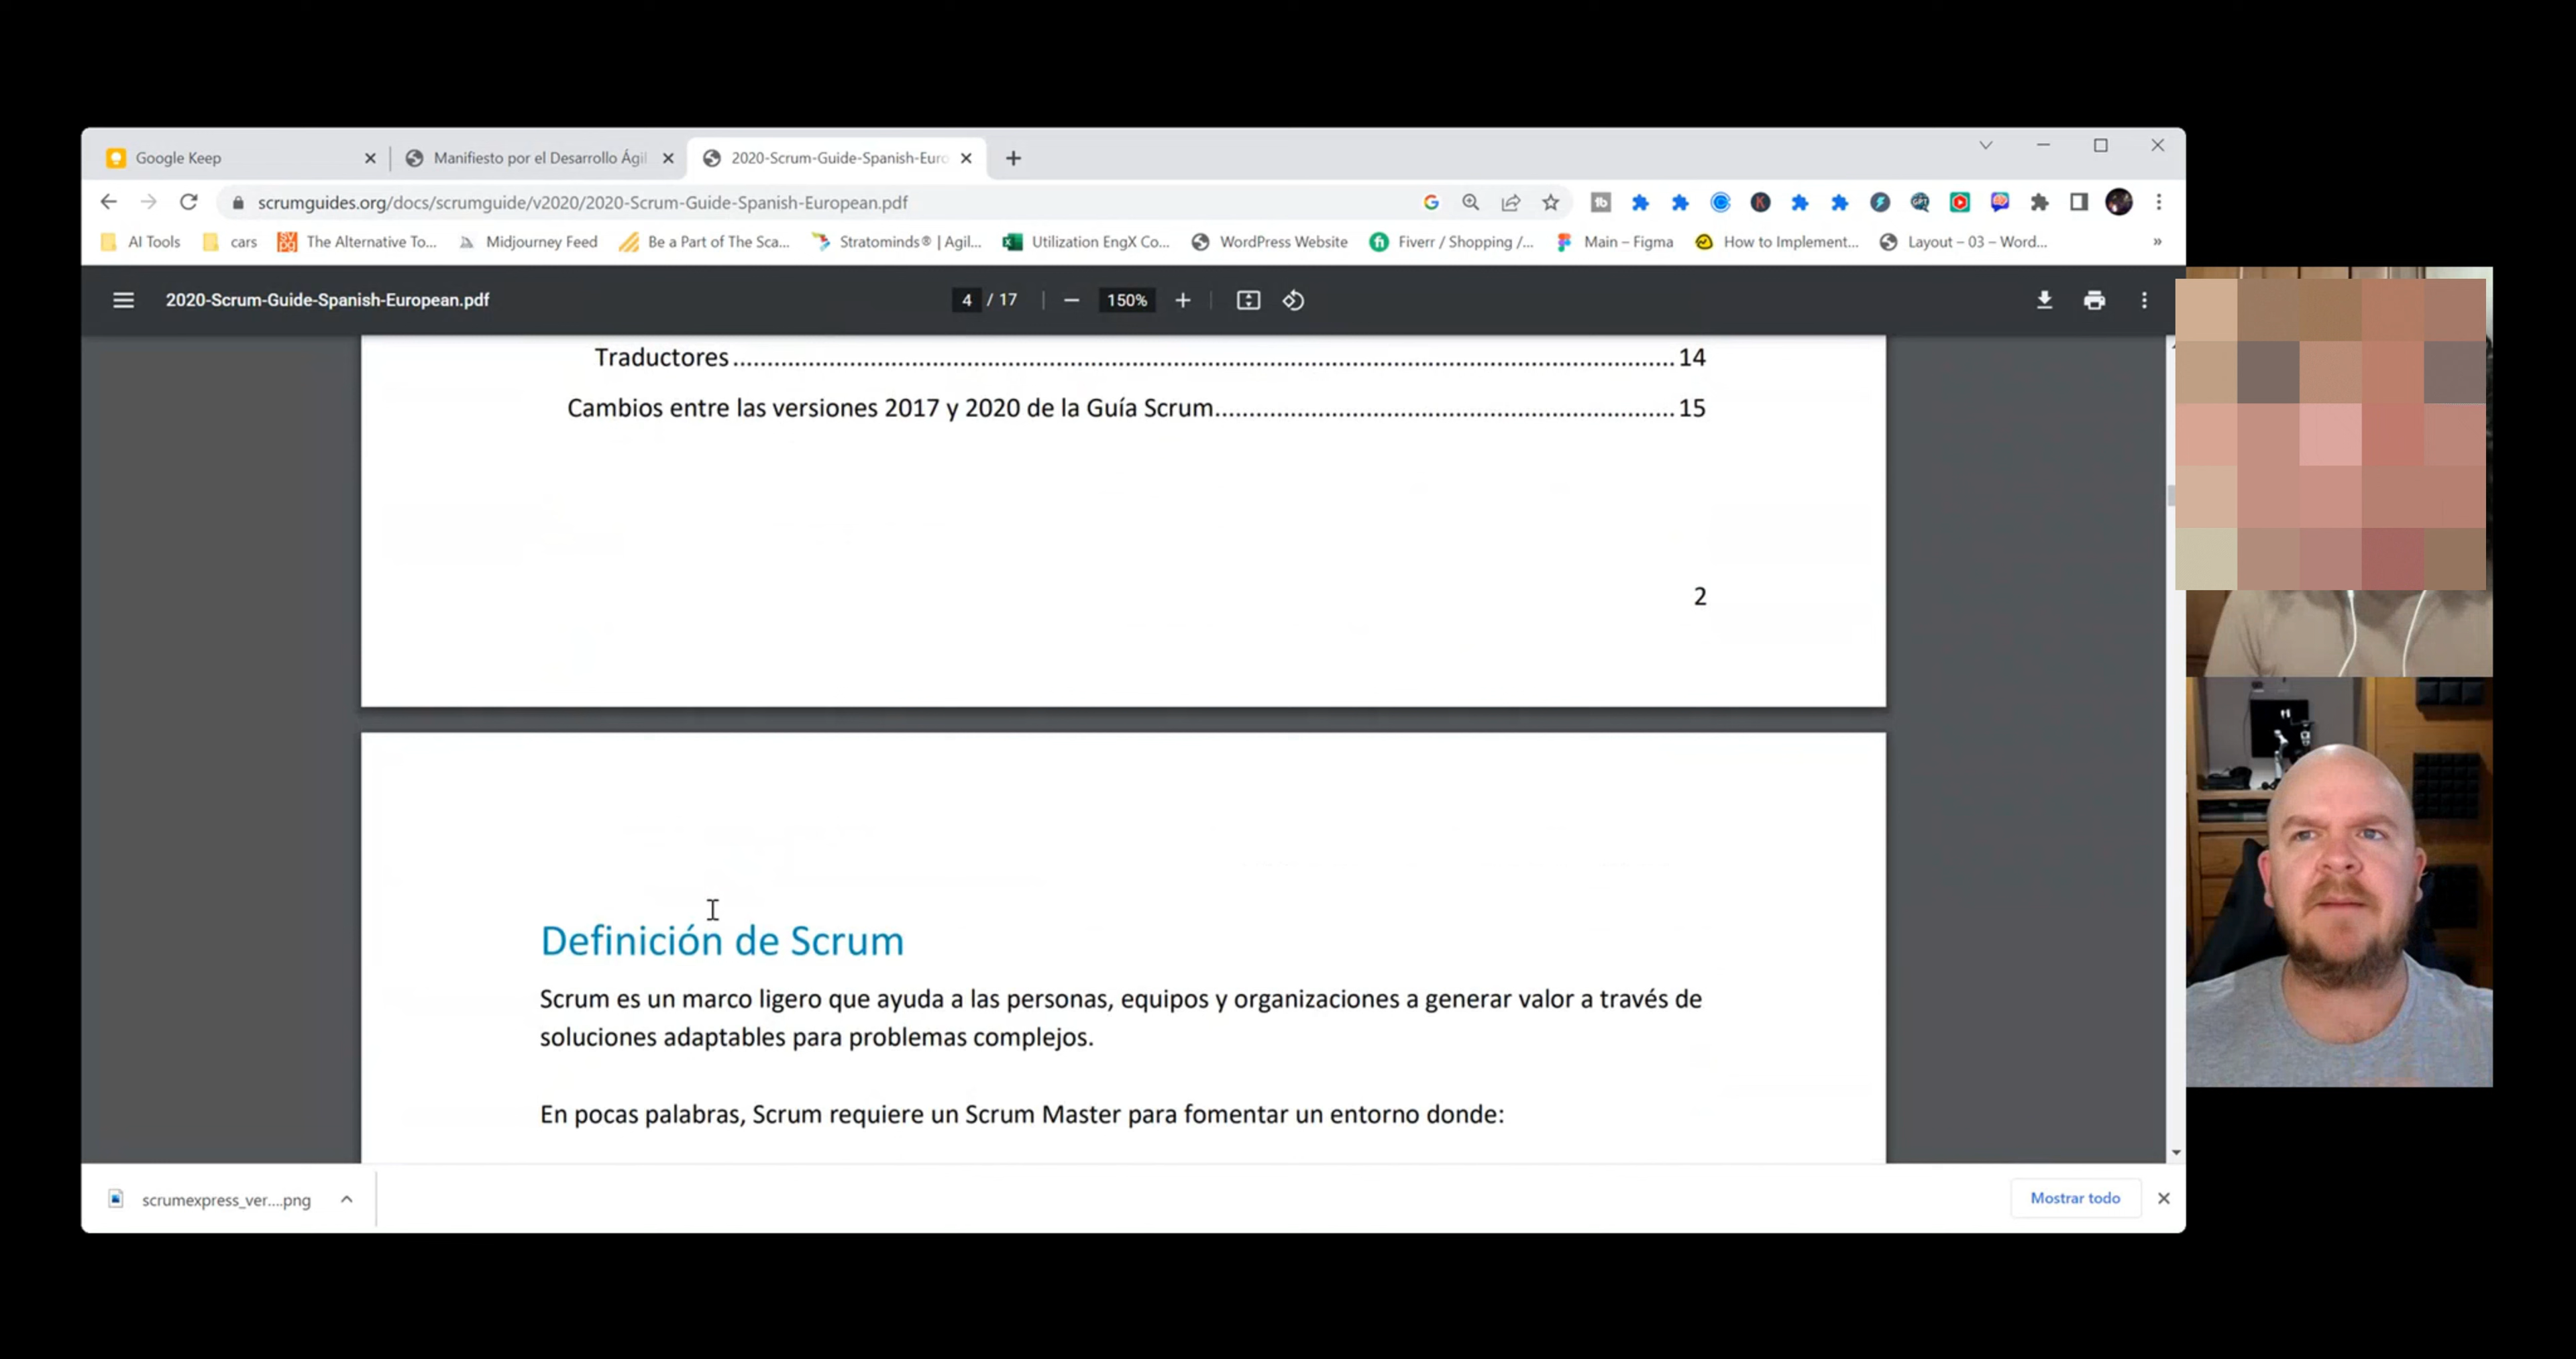 Google Keep
Manifiesto por el Desarrollo Ágil
2020-Scrum-Guide-Spanish-Euro
scrumguides.org/docs/scrumguide/v2020/2020-Scrum-Guide-Spanish-European.pdf
AI Tools
cars
The Alternative To...
Midjourney Feed
Be a Part of The Sca...
Stratominds® | Agil...
Utilization EngX Co...
WordPress Website
Fiverr / Shopping /...
Main – Figma
How to Implement...
Layout – 03 – Word...
»
2020-Scrum-Guide-Spanish-European.pdf
4 / 17
150%
Traductores 14
Cambios entre las versiones 2017 y 2020 de la Guía Scrum 15
2
Definición de Scrum
Scrum es un marco ligero que ayuda a las personas, equipos y organizaciones a generar valor a través de
soluciones adaptables para problemas complejos.
En pocas palabras, Scrum requiere un Scrum Master para fomentar un entorno donde:
scrumexpress_ver....png
Mostrar todo